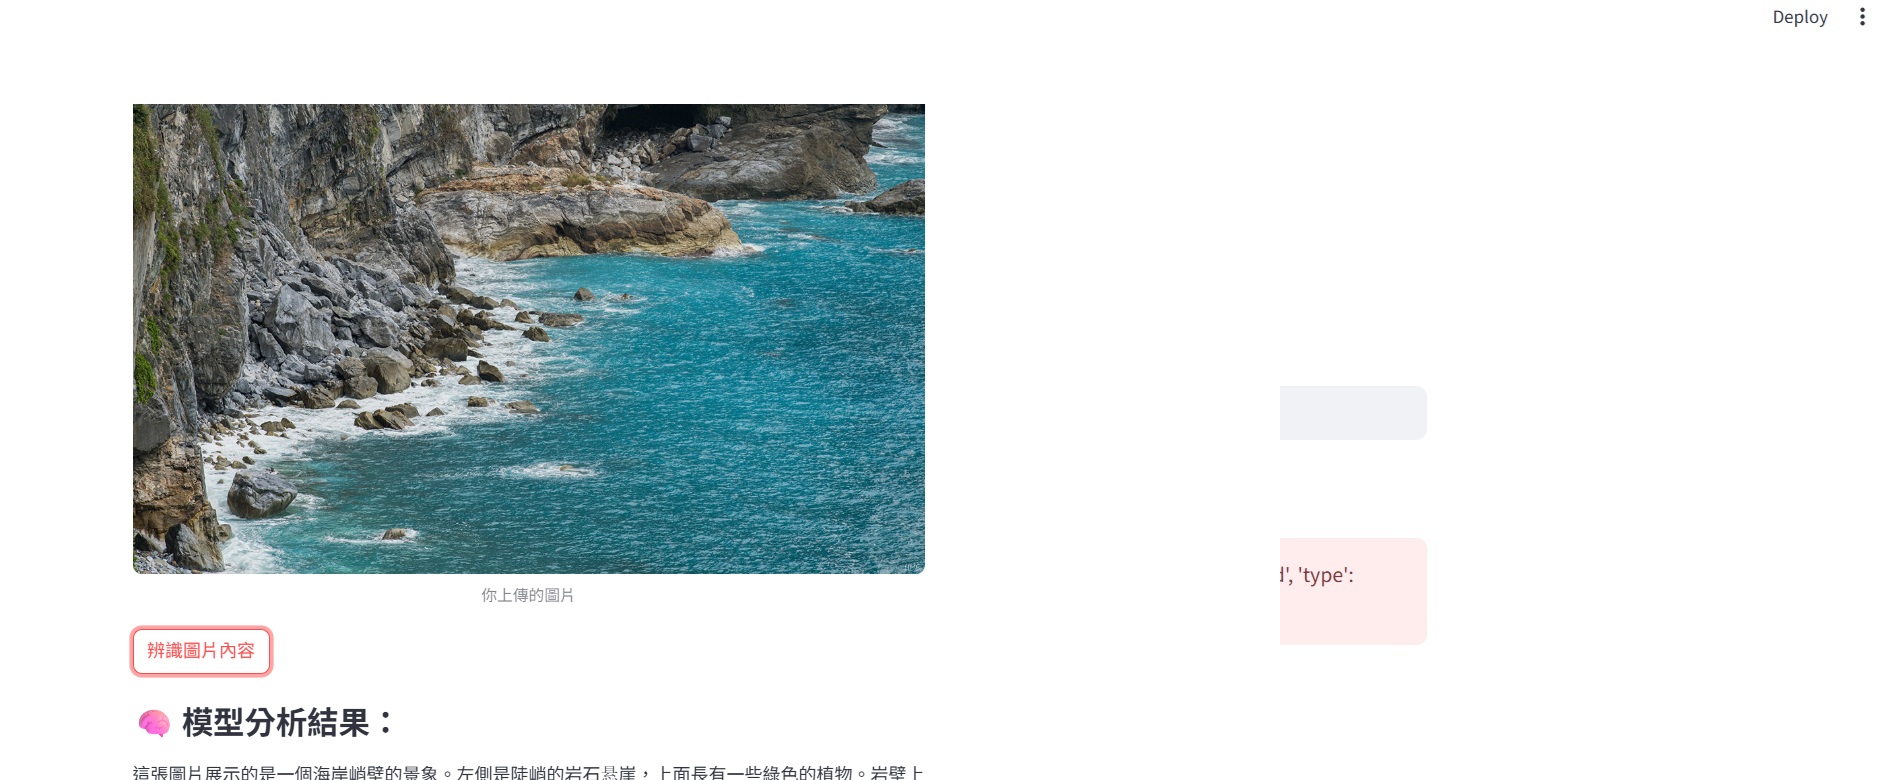 Deploy
你上傳的圖片
', 'type':
辨識圖片內容
模型分析結果：
這張圖片展示的是一個海岸峭壁的景象。左側是陡峭的岩石懸崖，上面長有一些綠色的植物。岩壁上